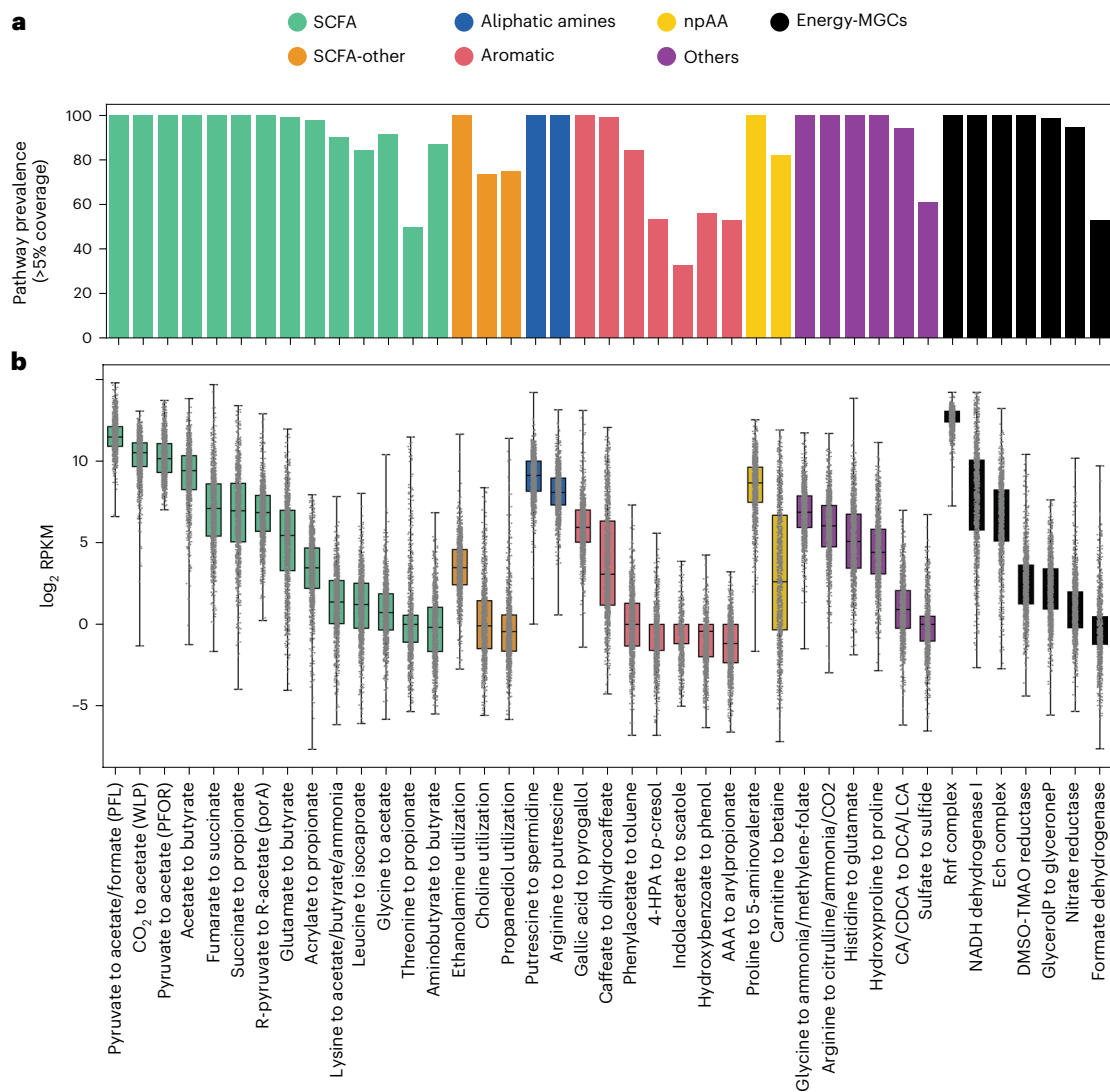 a
SCFA
Aliphatic amines
npAA
Energy-MGCs
SCFA-other
Aromatic
Others
Pathway prevalence
(>5% coverage)
100
80
60
40
20
0
b
log₂ RPKM
10
5
0
−5
Pyruvate to acetate/formate (PFL)
CO₂ to acetate (WLP)
Pyruvate to acetate (PFOR)
Acetate to butyrate
Fumarate to succinate
Succinate to propionate
R-pyruvate to R-acetate (porA)
Glutamate to butyrate
Acrylate to propionate
Lysine to acetate/butyrate/ammonia
Leucine to isocaproate
Glycine to acetate
Threonine to propionate
Aminobutyrate to butyrate
Ethanolamine utilization
Choline utilization
Propanediol utilization
Putrescine to spermidine
Arginine to putrescine
Gallic acid to pyrogallol
Caffeate to dihydrocaffeate
Phenylacetate to toluene
4-HPA to p-cresol
Indolacetate to scatole
Hydroxybenzoate to phenol
AAA to arylpropionate
Proline to 5-aminovalerate
Carnitine to betaine
Glycine to ammonia/methylene-folate
Arginine to citrulline/ammonia/CO2
Histidine to glutamate
Hydroxyproline to proline
CA/CDCA to DCA/LCA
Sulfate to sulfide
Rnf complex
NADH dehydrogenase I
Ech complex
DMISO-TMAO reductase
GlycerolP to glyceroneP
Nitrate reductase
Formate dehydrogenase